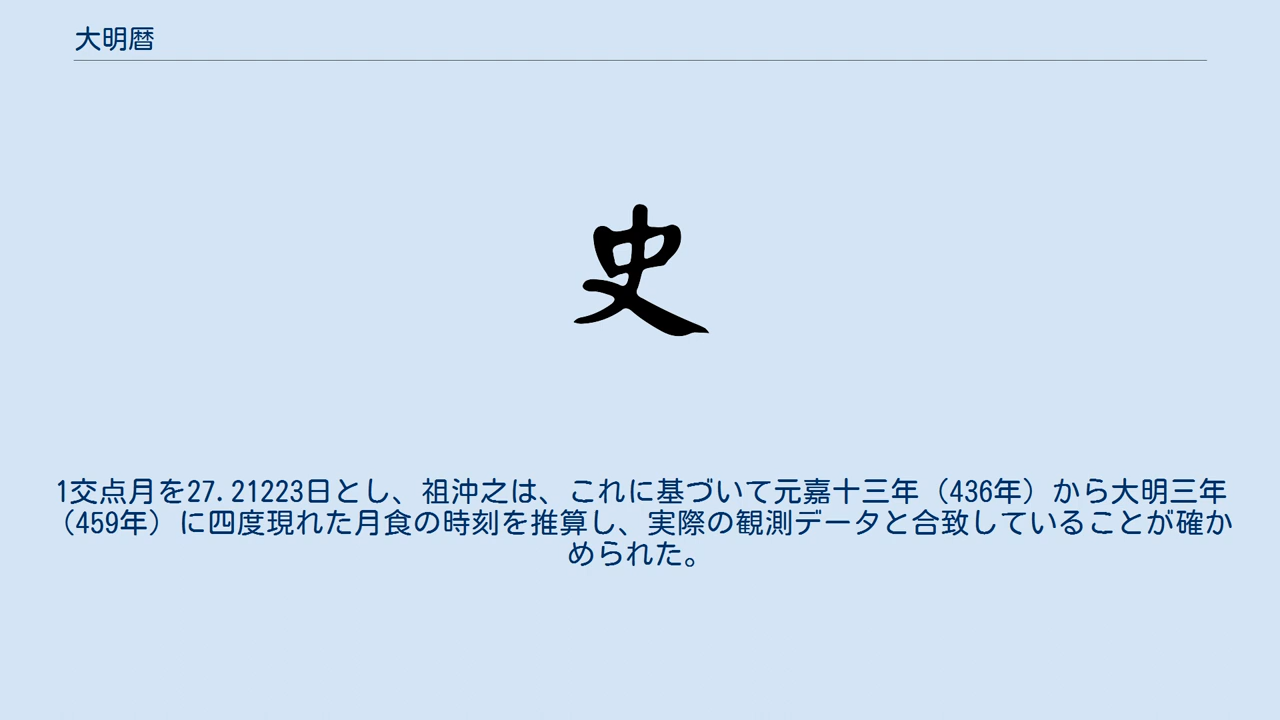 大明暦
史
1交点月を27.21223日とし、祖沖之は、これに基づいて元嘉十三年（436年）から大明三年
（459年）に四度現れた月食の時刻を推算し、実際の観測データと合致していることが確か
められた。